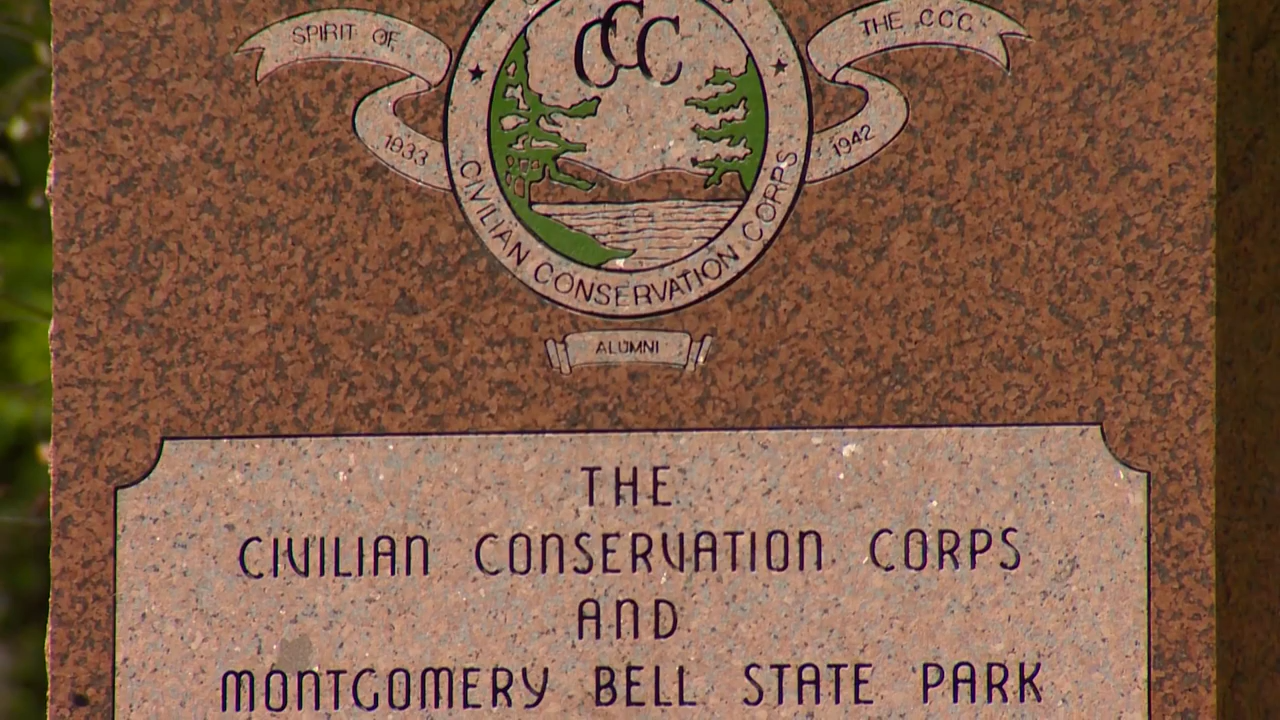 SPIRIT OF
THE CCC
CCC
1933
1942
CIVILIAN CONSERVATION CORPS
ALUMNI
THE
CIVILIAN CONSERVATION CORPS
AND
MONTGOMERY BELL STATE PARK